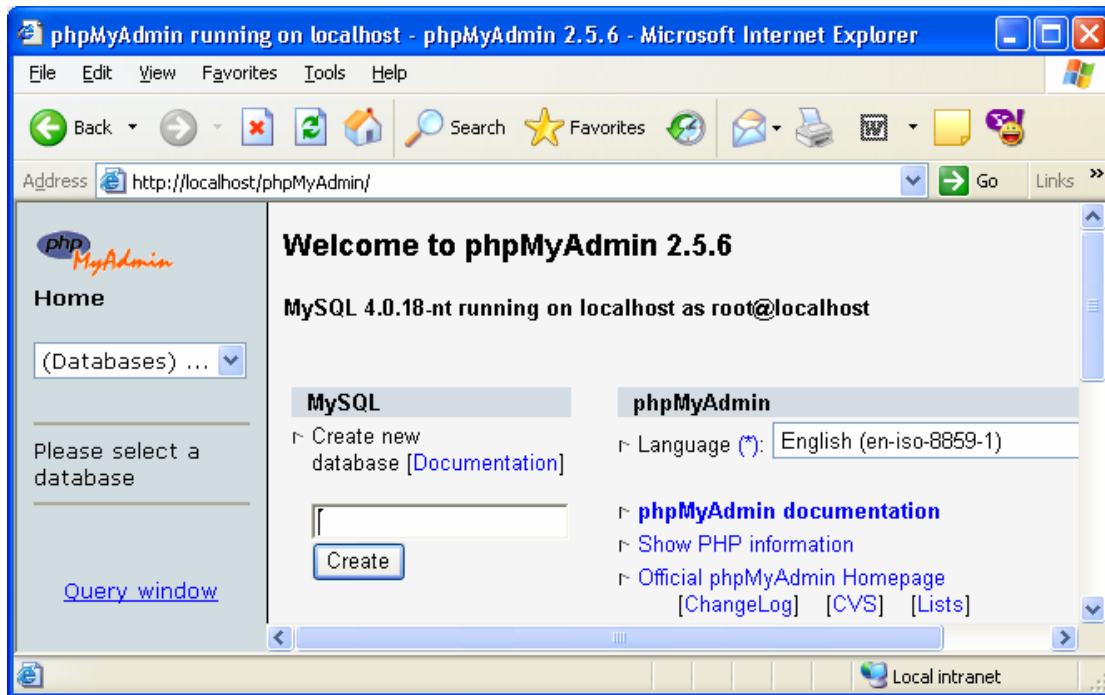 phpMyAdmin running on localhost - phpMyAdmin 2.5.6 - Microsoft Internet Explorer
File Edit View Favorites Tools Help
Back Search Favorites
Address http://localhost/phpMyAdmin/ Go Links »
php
MyAdmin
Home
(Databases) ...
Please select a
database
Query window
Welcome to phpMyAdmin 2.5.6
MySQL 4.0.18-nt running on localhost as root@localhost
MySQL
Create new
database [Documentation]
Create
phpMyAdmin
Language (*): English (en-iso-8859-1)
phpMyAdmin documentation
Show PHP information
Official phpMyAdmin Homepage
[ChangeLog] [CVS] [Lists]
Local intranet